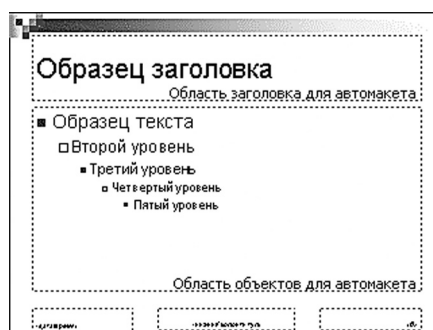 Образец заголовка
Область заголовка для автомакета
Образец текста
Второй уровень
Третий уровень
Четвертый уровень
Пятый уровень
Область объектов для автомакета